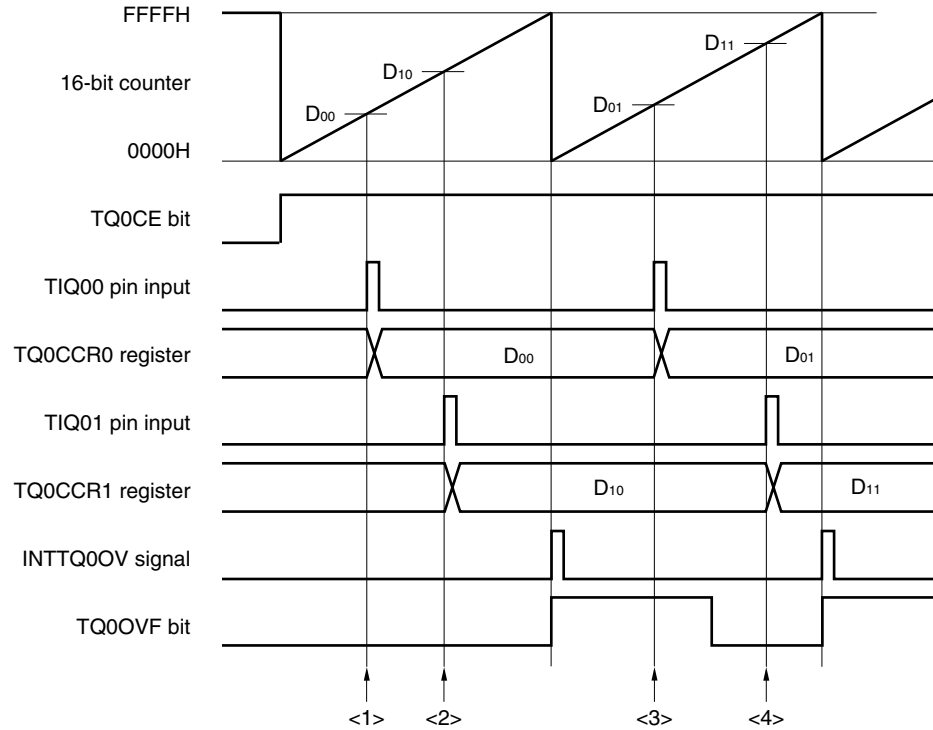 FFFFH
16-bit counter
0000H
D00
D10
D01
D11
TQ0CE bit
TIQ00 pin input
TQ0CCR0 register
D00
D01
TIQ01 pin input
TQ0CCR1 register
D10
D11
INTTQ0OV signal
TQ0OVF bit
<1>
<2>
<3>
<4>